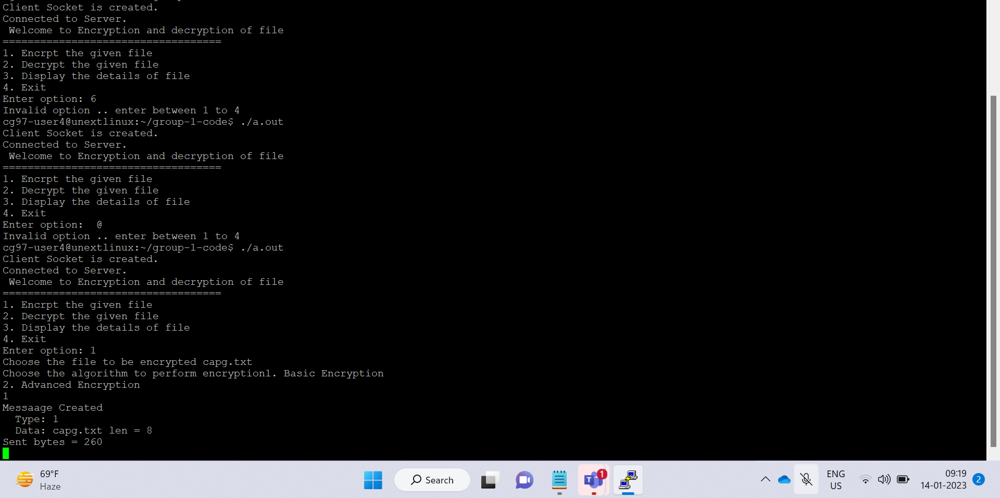 Client Socket is created.
Connected to Server.
 Welcome to Encryption and decryption of file
===================================
1. Encrpt the given file
2. Decrypt the given file
3. Display the details of file
4. Exit
Enter option: 6
Invalid option .. enter between 1 to 4
cg97-user4@unextlinux:~/group-1-code$ ./a.out
Client Socket is created.
Connected to Server.
 Welcome to Encryption and decryption of file
===================================
1. Encrpt the given file
2. Decrypt the given file
3. Display the details of file
4. Exit
Enter option:  @
Invalid option .. enter between 1 to 4
cg97-user4@unextlinux:~/group-1-code$ ./a.out
Client Socket is created.
Connected to Server.
 Welcome to Encryption and decryption of file
===================================
1. Encrpt the given file
2. Decrypt the given file
3. Display the details of file
4. Exit
Enter option: 1
Choose the file to be encrypted capg.txt
Choose the algorithm to perform encryption1. Basic Encryption
2. Advanced Encryption
1
Messaage Created
  Type: 1
  Data: capg.txt len = 8
Sent bytes = 260
69°F
Haze
Search
T
1
ENG
US
09:19
14-01-2023
2